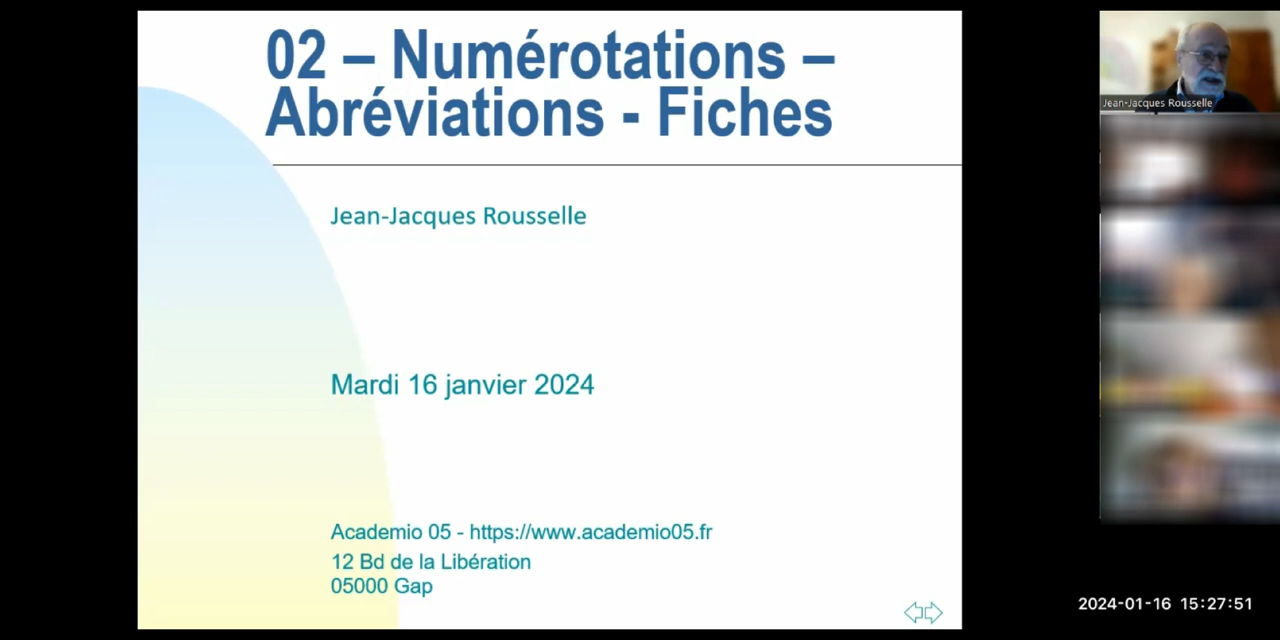 02 – Numérotations –
Abréviations - Fiches
Jean-Jacques Rousselle
Mardi 16 janvier 2024
Academio 05 - https://www.academio05.fr
12 Bd de la Libération
05000 Gap
Jean-Jacques Rousselle
2024-01-16 15:27:51